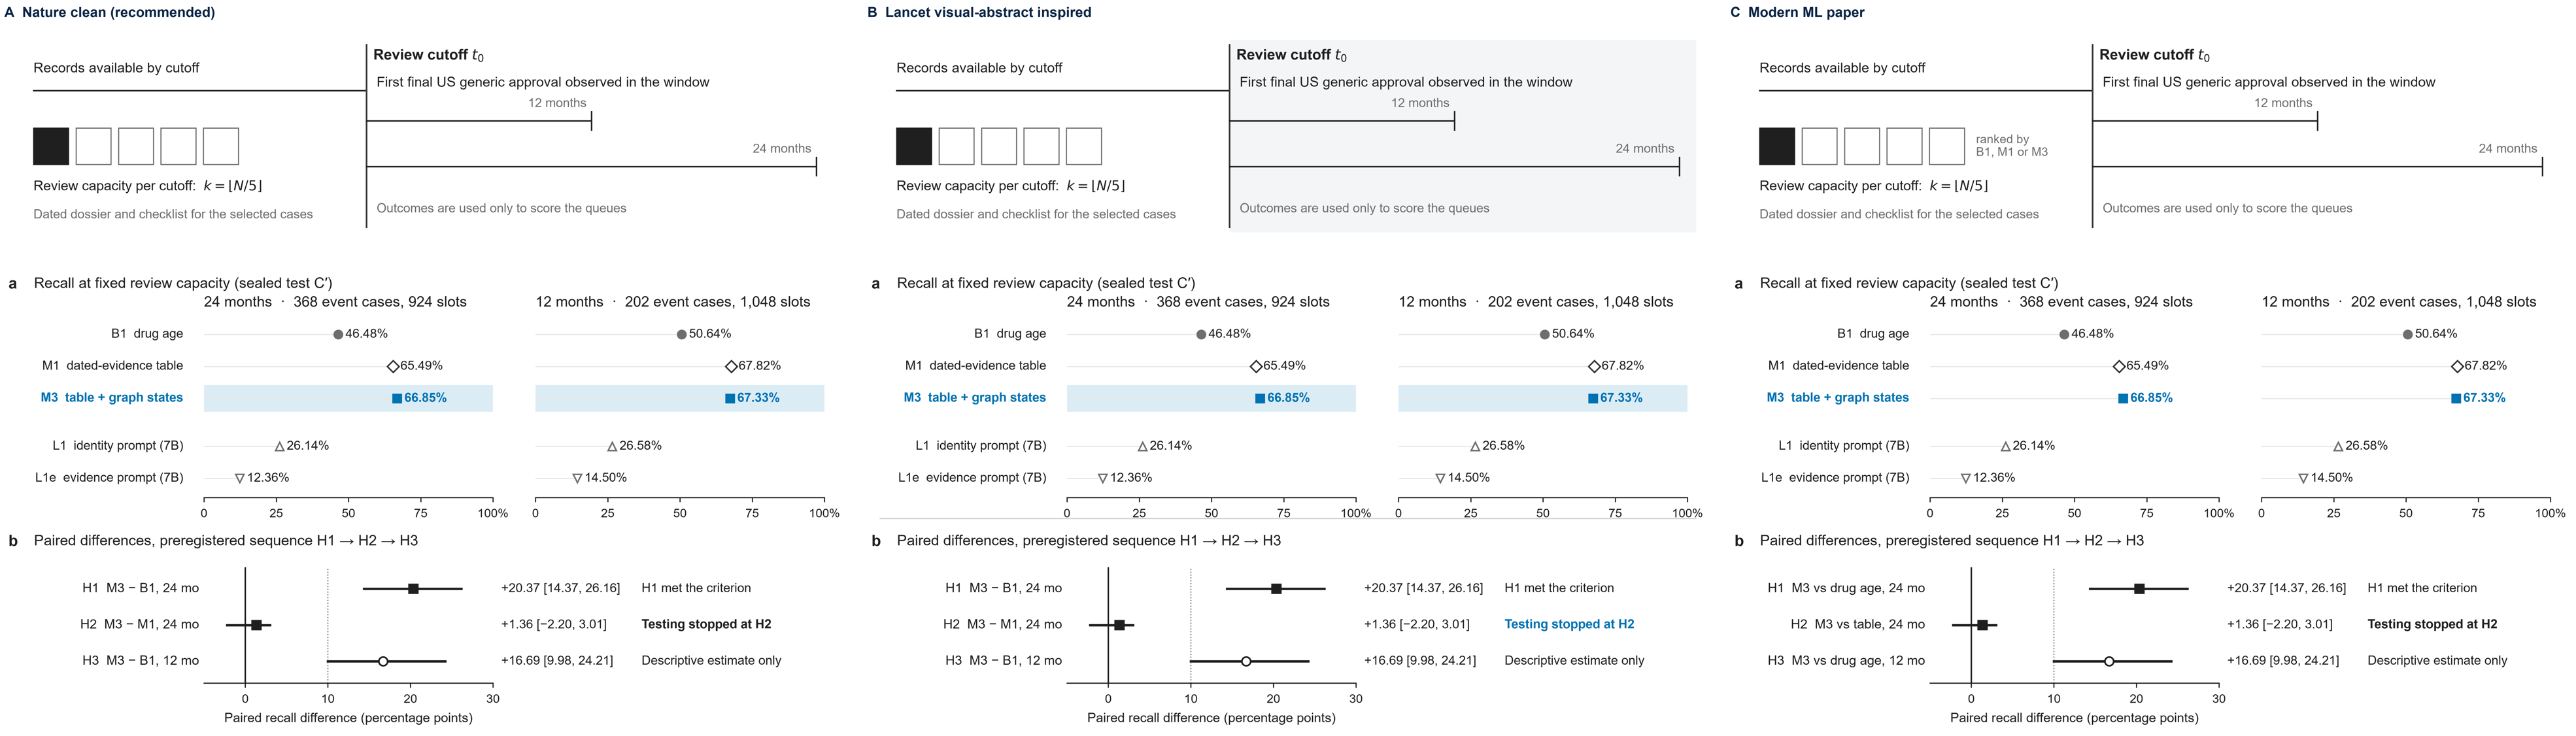 A Nature clean (recommended)
Review cutoff t0
Records available by cutoff
First final US generic approval observed in the window
12 months
24 months
Review capacity per cutoff: k = ⌊N/5⌋
Dated dossier and checklist for the selected cases
Outcomes are used only to score the queues
a Recall at fixed review capacity (sealed test C′)
24 months · 368 event cases, 924 slots
12 months · 202 event cases, 1,048 slots
B1 drug age 46.48% 50.64%
M1 dated-evidence table 65.49% 67.82%
M3 table + graph states 66.85% 67.33%
L1 identity prompt (7B) 26.14% 26.58%
L1e evidence prompt (7B) 12.36% 14.50%
0 25 50 75 100% 0 25 50 75 100%
b Paired differences, preregistered sequence H1 → H2 → H3
H1 M3 − B1, 24 mo +20.37 [14.37, 26.16] H1 met the criterion
H2 M3 − M1, 24 mo +1.36 [−2.20, 3.01] Testing stopped at H2
H3 M3 − B1, 12 mo +16.69 [9.98, 24.21] Descriptive estimate only
0 10 20 30
Paired recall difference (percentage points)
B Lancet visual-abstract inspired
Review cutoff t0
Records available by cutoff
First final US generic approval observed in the window
12 months
24 months
Review capacity per cutoff: k = ⌊N/5⌋
Dated dossier and checklist for the selected cases
Outcomes are used only to score the queues
a Recall at fixed review capacity (sealed test C′)
24 months · 368 event cases, 924 slots
12 months · 202 event cases, 1,048 slots
B1 drug age 46.48% 50.64%
M1 dated-evidence table 65.49% 67.82%
M3 table + graph states 66.85% 67.33%
L1 identity prompt (7B) 26.14% 26.58%
L1e evidence prompt (7B) 12.36% 14.50%
0 25 50 75 100% 0 25 50 75 100%
b Paired differences, preregistered sequence H1 → H2 → H3
H1 M3 − B1, 24 mo +20.37 [14.37, 26.16] H1 met the criterion
H2 M3 − M1, 24 mo +1.36 [−2.20, 3.01] Testing stopped at H2
H3 M3 − B1, 12 mo +16.69 [9.98, 24.21] Descriptive estimate only
0 10 20 30
Paired recall difference (percentage points)
C Modern ML paper
Review cutoff t0
Records available by cutoff
First final US generic approval observed in the window
12 months
ranked by
B1, M1 or M3
24 months
Review capacity per cutoff: k = ⌊N/5⌋
Dated dossier and checklist for the selected cases
Outcomes are used only to score the queues
a Recall at fixed review capacity (sealed test C′)
24 months · 368 event cases, 924 slots
12 months · 202 event cases, 1,048 slots
B1 drug age 46.48% 50.64%
M1 dated-evidence table 65.49% 67.82%
M3 table + graph states 66.85% 67.33%
L1 identity prompt (7B) 26.14% 26.58%
L1e evidence prompt (7B) 12.36% 14.50%
0 25 50 75 100% 0 25 50 75 100%
b Paired differences, preregistered sequence H1 → H2 → H3
H1 M3 vs drug age, 24 mo +20.37 [14.37, 26.16] H1 met the criterion
H2 M3 vs table, 24 mo +1.36 [−2.20, 3.01] Testing stopped at H2
H3 M3 vs drug age, 12 mo +16.69 [9.98, 24.21] Descriptive estimate only
0 10 20 30
Paired recall difference (percentage points)